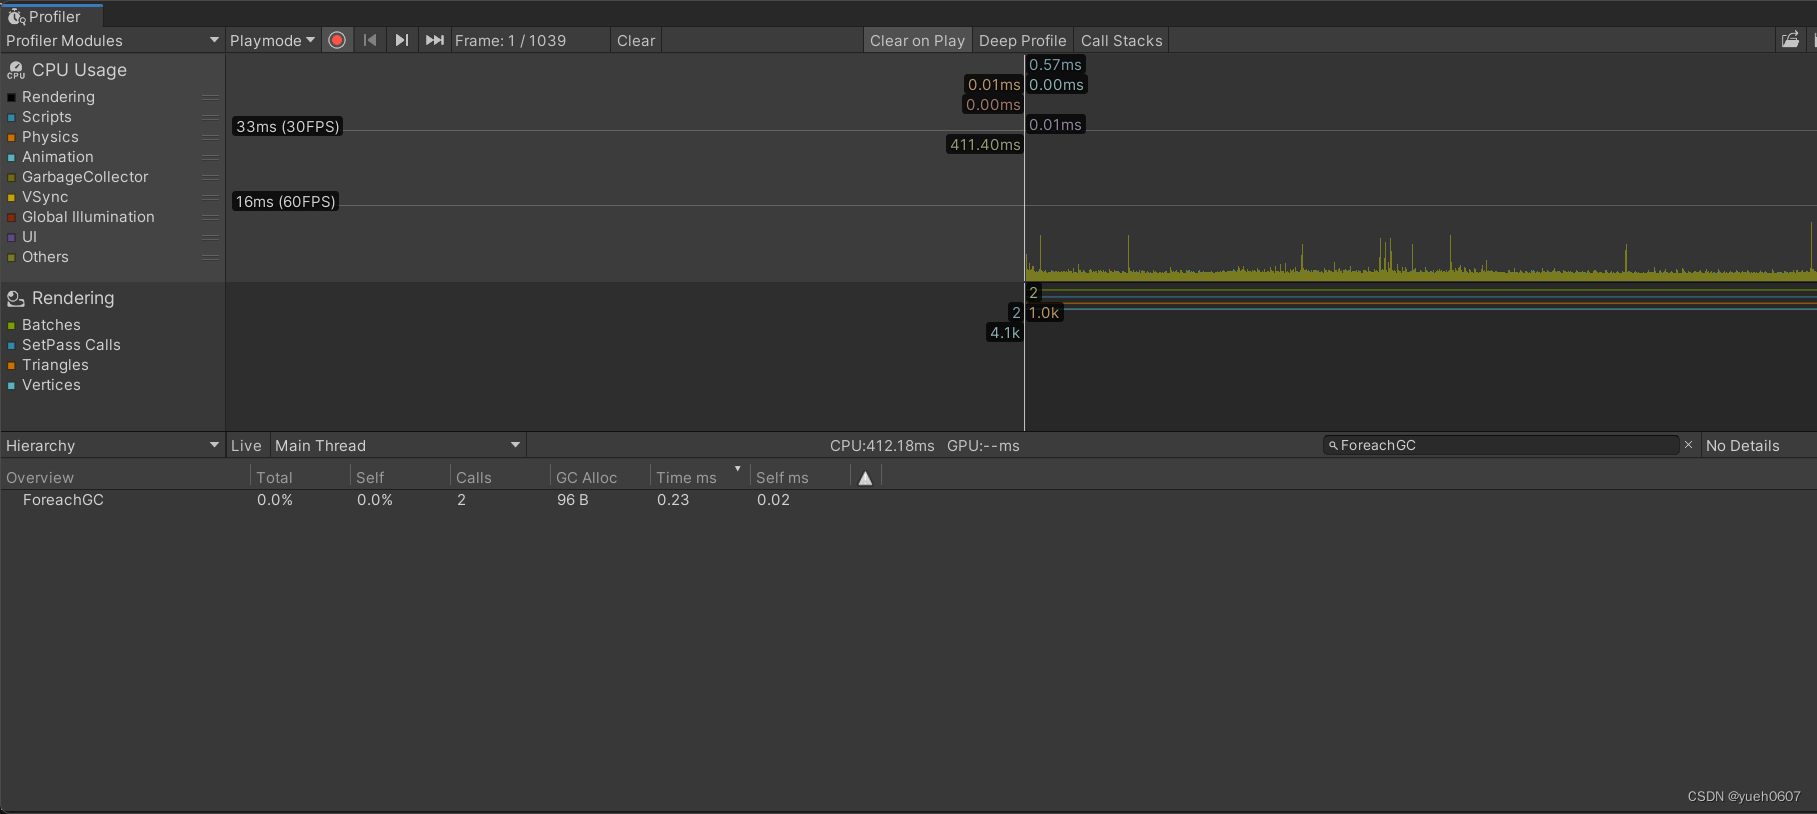 Profiler
Profiler Modules
Playmode
Frame: 1 / 1039
Clear
Clear on Play
Deep Profile
Call Stacks
CPU
CPU Usage
Rendering
Scripts
Physics
Animation
GarbageCollector
VSync
Global Illumination
UI
Others
33ms (30FPS)
16ms (60FPS)
0.57ms
0.01ms
0.00ms
0.00ms
0.01ms
411.40ms
Rendering
Batches
SetPass Calls
Triangles
Vertices
2
2
1.0k
4.1k
Hierarchy
Live
Main Thread
CPU:412.18ms GPU:--ms
ForeachGC
No Details
Overview Total Self Calls GC Alloc Time ms Self ms
ForeachGC 0.0% 0.0% 2 96 B 0.23 0.02
CSDN @yueh0607